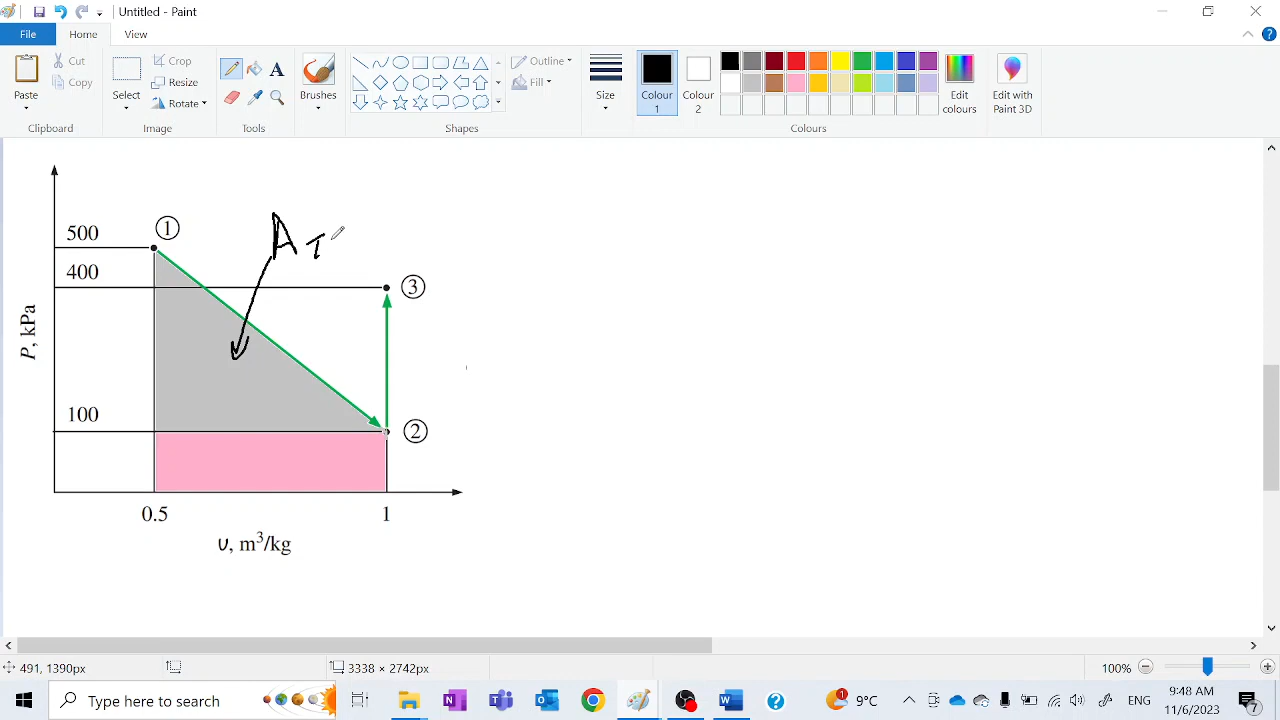 Untitled - Paint
File
Home
View
Paste
Cut
Copy
Clipboard
Select
Crop
Resize
Rotate
Image
A
Tools
Brushes
Outline
Fill
Shapes
Size
Colour 1
Colour 2
Colours
Edit colours
Edit with Paint 3D
500
400
100
P, kPa
1
2
3
A T
0.5
1
υ, m³/kg
491, 1390px
3338 × 2742px
100%
Type here to search
1
9°C
ENG
:48 AM
11/6/2023
7